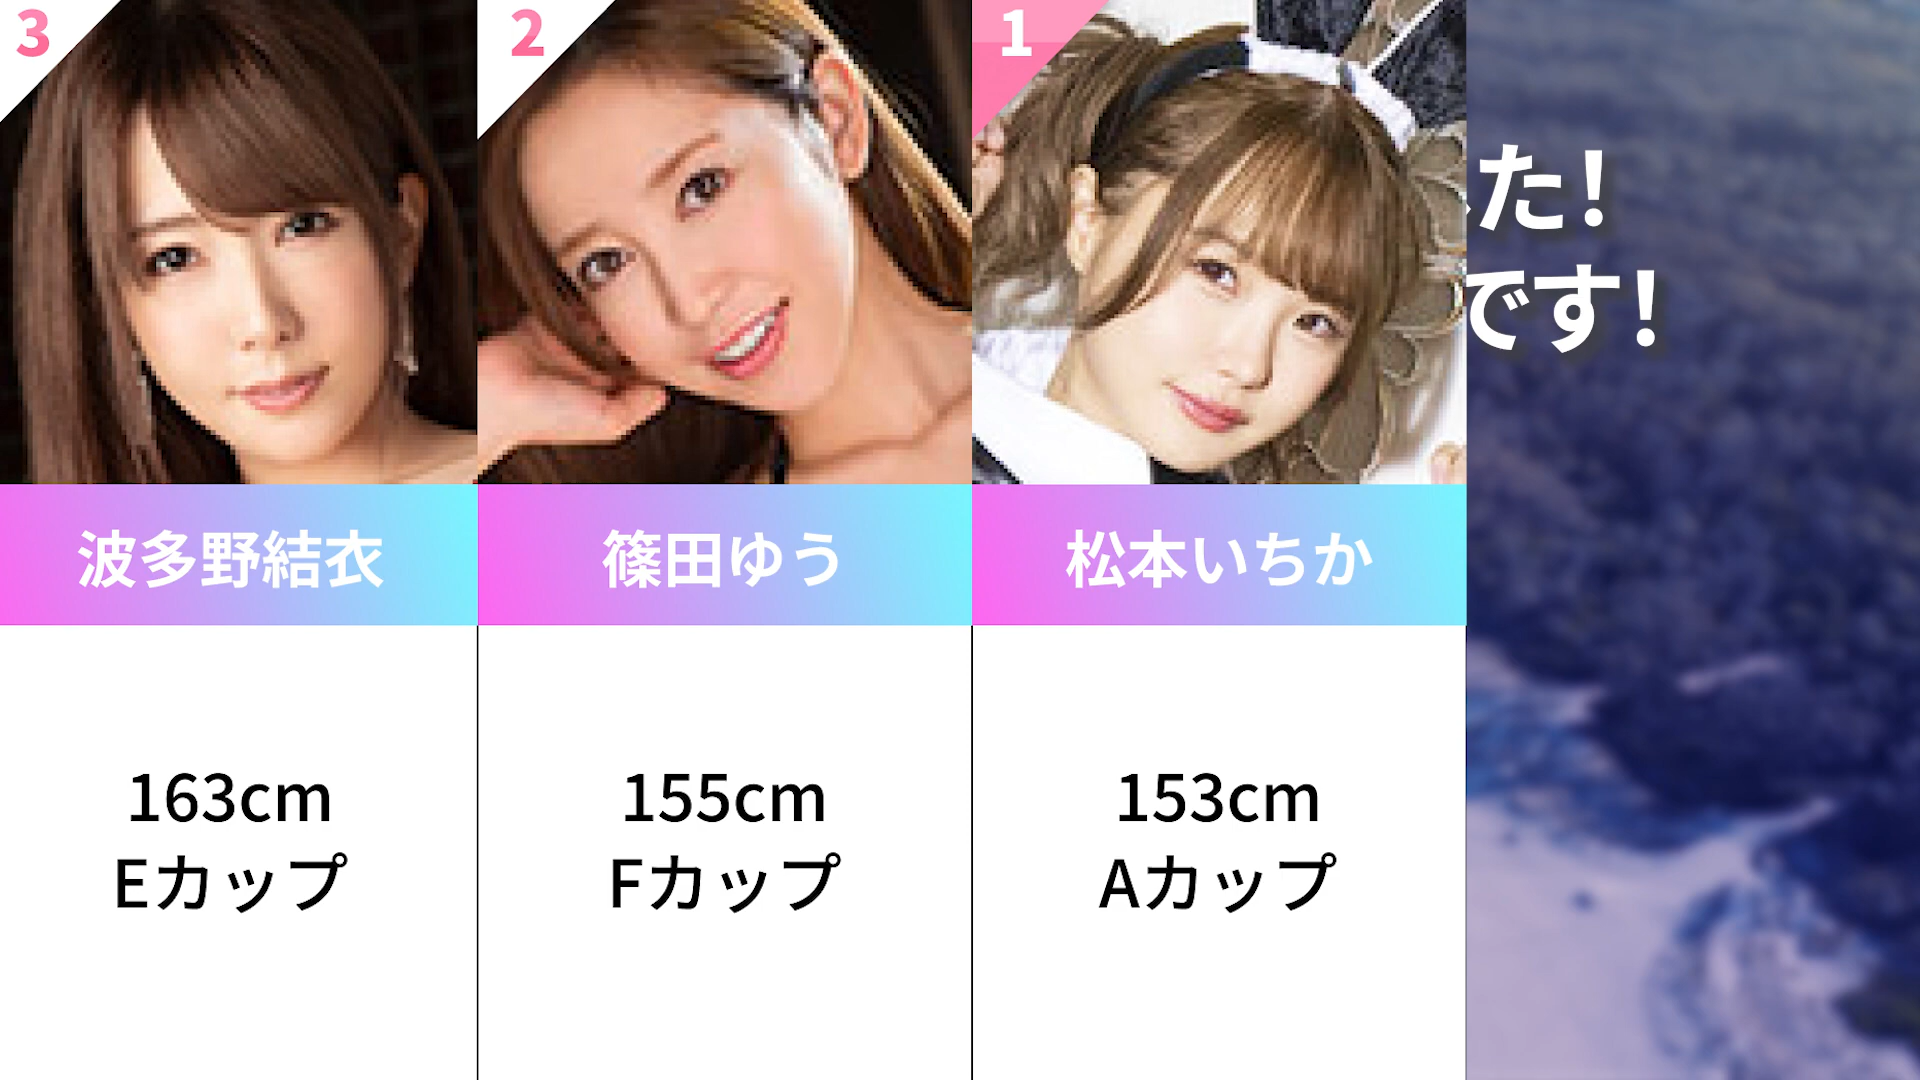 3
2
1
た!
です!
波多野結衣
篠田ゆう
松本いちか
163cm
Eカップ
155cm
Fカップ
153cm
Aカップ